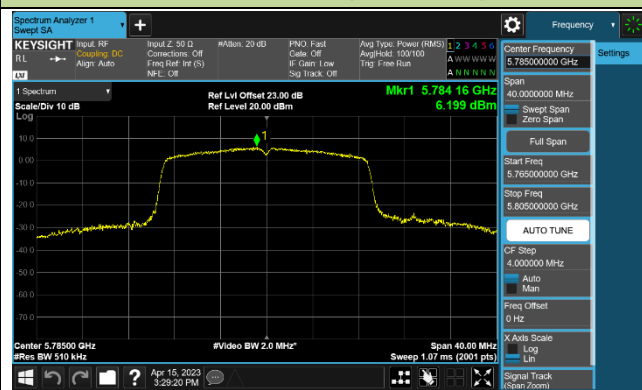 Spectrum Analyzer 1
Swept SA
+
Frequency
KEYSIGHT
RL
LXI
Input: RF
Coupling: DC
Align: Auto
Input Z: 50 Ω
Corrections: Off
Freq Ref: Int (S)
NFE: Off
#Atten: 20 dB
PNO: Fast
Gate: Off
IF Gain: Low
Sig Track: Off
Avg Type: Power (RMS)
Avg|Hold: 100/100
Trig: Free Run
1 2 3 4 5 6
A W W W W W
A N N N N N
1 Spectrum
Scale/Div 10 dB
Log
Ref Lvl Offset 23.00 dB
Ref Level 20.00 dBm
Mkr1 5.784 16 GHz
6.199 dBm
1
10.0
0.00
-10.0
-20.0
-30.0
-40.0
-50.0
-60.0
-70.0
Center 5.78500 GHz
#Res BW 510 kHz
#Video BW 2.0 MHz*
Span 40.00 MHz
Sweep 1.07 ms (2001 pts)
Center Frequency
5.785000000 GHz
Settings
Span
40.0000000 MHz
Swept Span
Zero Span
Full Span
Start Freq
5.765000000 GHz
Stop Freq
5.805000000 GHz
AUTO TUNE
CF Step
4.000000 MHz
Auto
Man
Freq Offset
0 Hz
X Axis Scale
Log
Lin
Signal Track
(Span Zoom)
?
Apr 15, 2023
3:29:20 PM